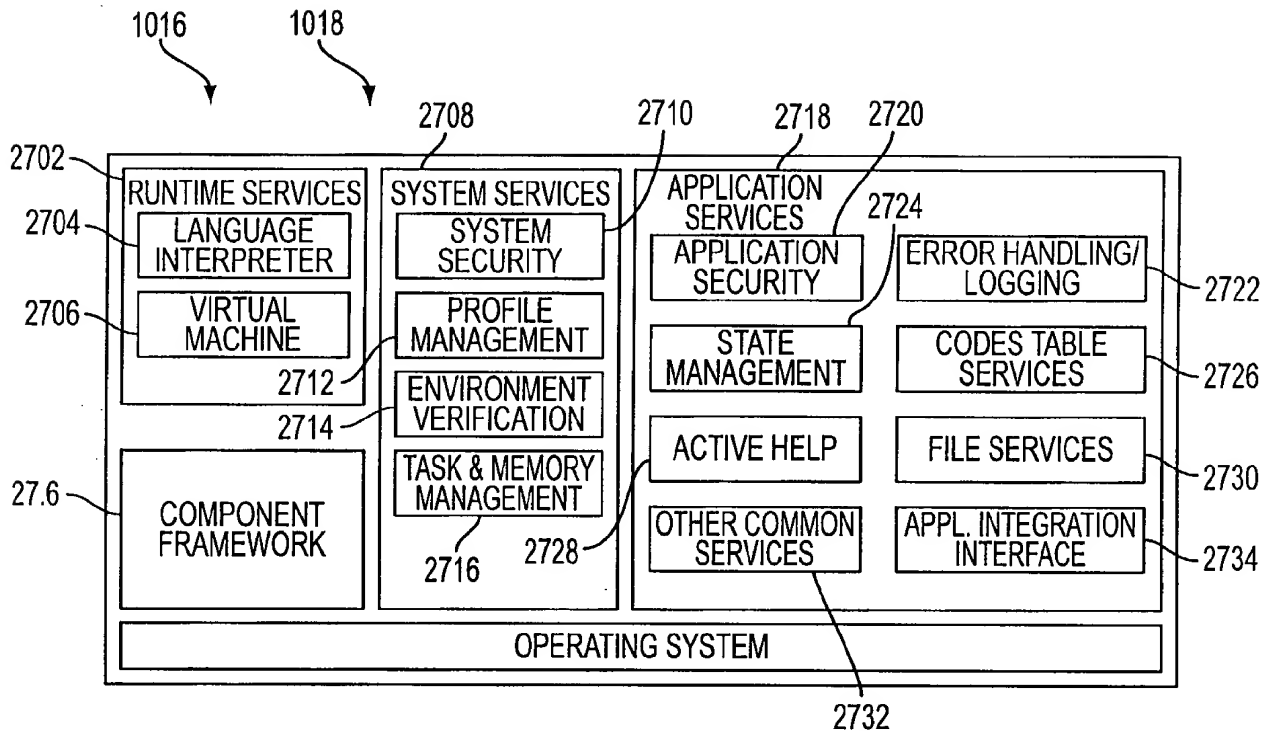 1016
1018
2702
2708
2710
2718
2720
RUNTIME SERVICES
SYSTEM SERVICES
APPLICATION
SERVICES
2724
2704
LANGUAGE
INTERPRETER
SYSTEM
SECURITY
APPLICATION
SECURITY
ERROR HANDLING/
LOGGING
2722
2706
VIRTUAL
MACHINE
PROFILE
MANAGEMENT
2712
STATE
MANAGEMENT
CODES TABLE
SERVICES
2726
2714
ENVIRONMENT
VERIFICATION
ACTIVE HELP
FILE SERVICES
2730
27.6
COMPONENT
FRAMEWORK
TASK & MEMORY
MANAGEMENT
2716
2728
OTHER COMMON
SERVICES
APPL. INTEGRATION
INTERFACE
2734
OPERATING SYSTEM
2732